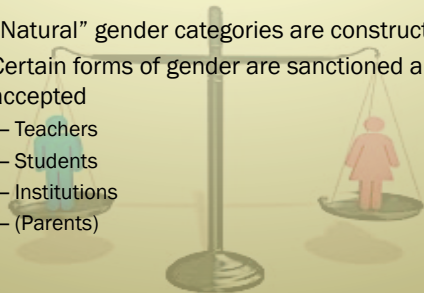 Natural” gender categories are construct
Certain forms of gender are sanctioned a
accepted
– Teachers
– Students
– Institutions
– (Parents)